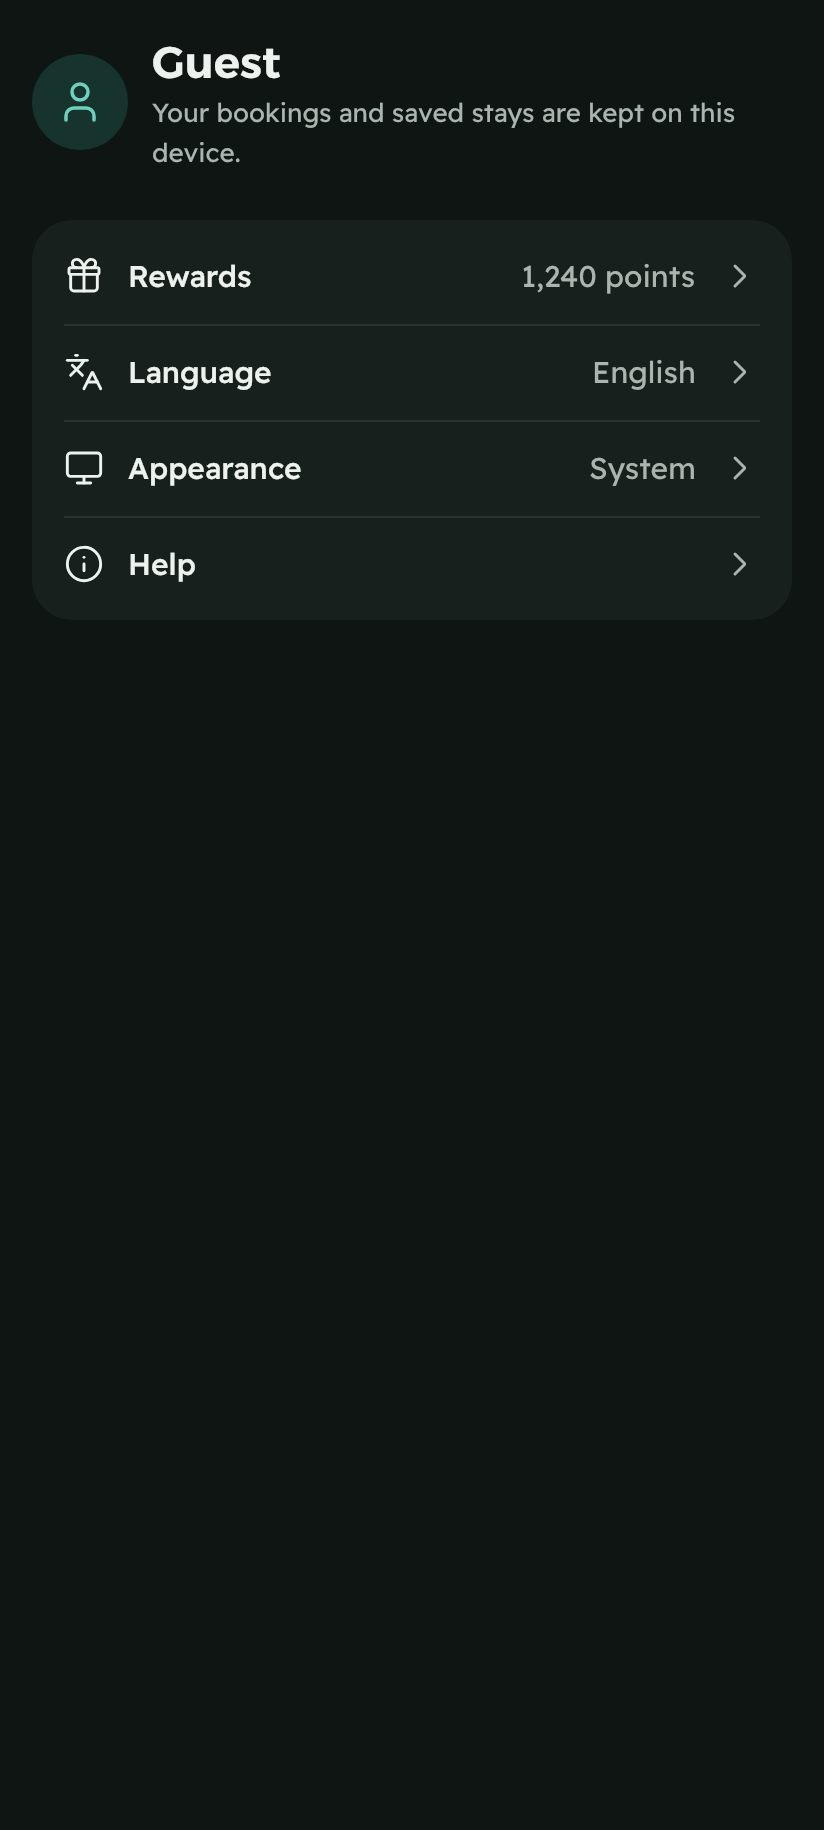 Guest
Your bookings and saved stays are kept on this
device.
Rewards 1,240 points
Language English
Appearance System
Help